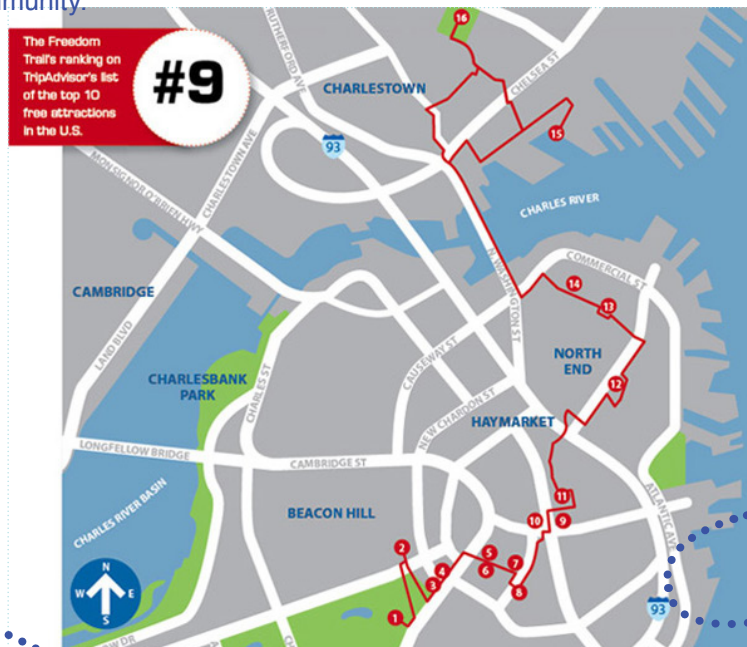 munity.
The Freedom
Trail's ranking on
TripAdvisor's list
of the top 10
free attractions
in the U.S.
#9
16
RUTHERFORD AVE
CHELSEA ST
CHARLESTOWN
15
93
CHARLESTOWN AVE
MONSIGNOR O'BRIEN HWY
CHARLES RIVER
N. WASHINGTON ST
COMMERCIAL ST
14
13
CAMBRIDGE
LAND BLVD
CAUSEWAY ST
NORTH
END
CHARLESBANK
PARK
CHARLES ST
12
NEW CHARDON ST
HAYMARKET
LONGFELLOW BRIDGE
CAMBRIDGE ST
CHARLES RIVER BASIN
BEACON HILL
11
10
9
ATLANTIC AVE
2
5
6
7
8
4
3
1
N
W
E
S
93
W DR
CH